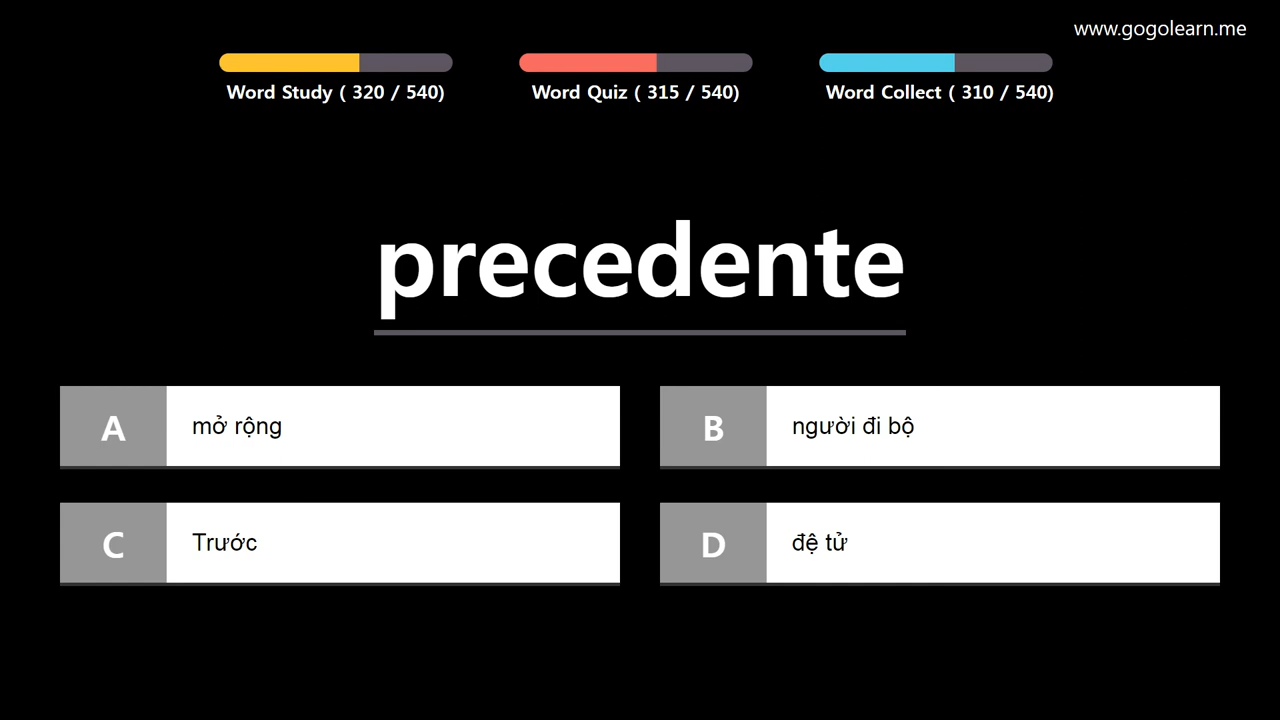 www.gogolearn.me
Word Study ( 320 / 540)
Word Quiz ( 315 / 540)
Word Collect ( 310 / 540)
precedente
A
mở rộng
B
người đi bộ
C
Trước
D
đệ tử